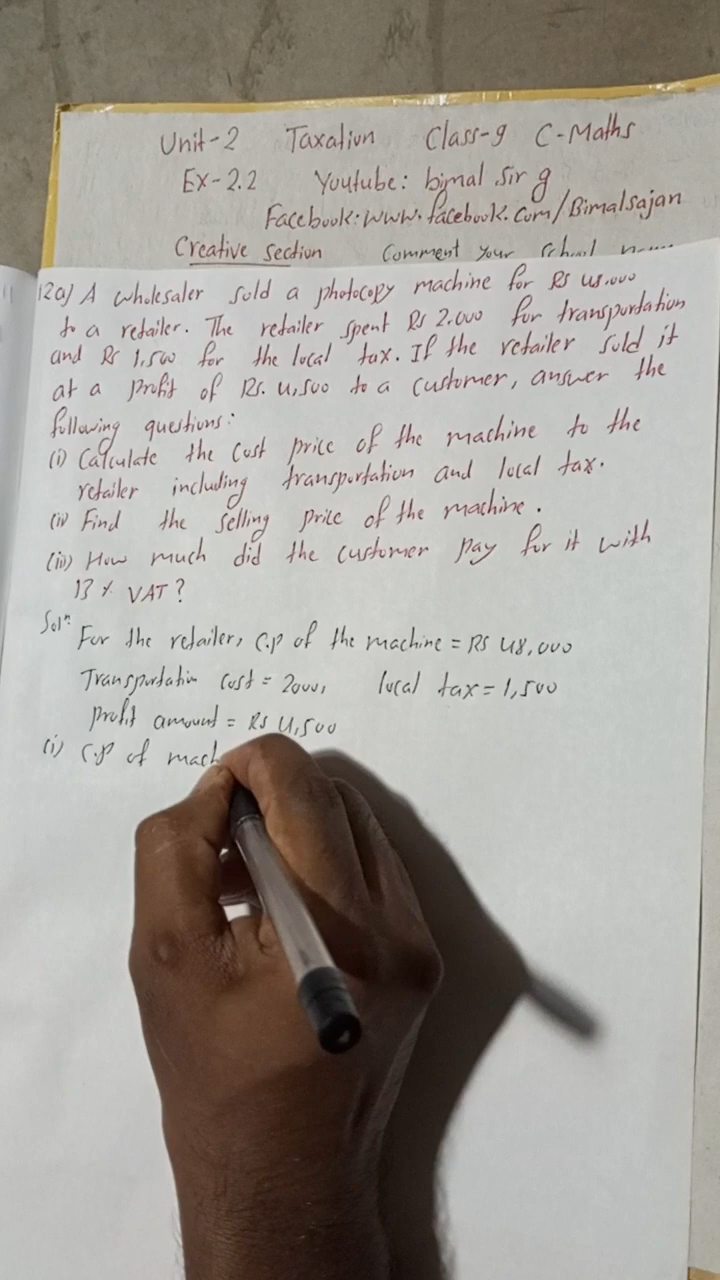 Unit-2 Taxation Class-9 C-Maths
Ex-2.2 Youtube: bimal sir g
Facebook: www.facebook.com/Bimalsajan
Creative section Comment your school
12a) A wholesaler sold a photocopy machine for Rs 48,000
to a retailer. The retailer spent Rs 2,000 for transportation
and Rs 1,500 for the local tax. If the retailer sold it
at a profit of Rs. 4,500 to a customer, answer the
following questions:
(i) Calculate the cost price of the machine to the
retailer including transportation and local tax.
(ii) Find the selling price of the machine.
(iii) How much did the customer pay for it with
13% VAT?
Solⁿ
For the retailer, C.P of the machine = RS 48,000
Transportation cost = 2000, local tax = 1,500
profit amount = Rs 4,500
(i) C.P of mach